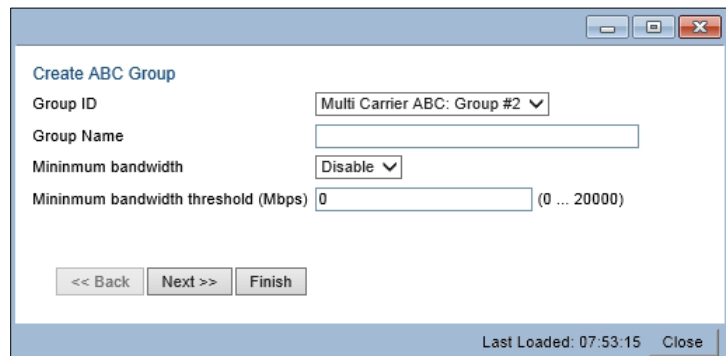 Create ABC Group
Group ID Multi Carrier ABC: Group #2
Group Name
Mininmum bandwidth Disable
Mininmum bandwidth threshold (Mbps) 0 (0 ... 20000)
<< Back Next >> Finish
Last Loaded: 07:53:15 Close